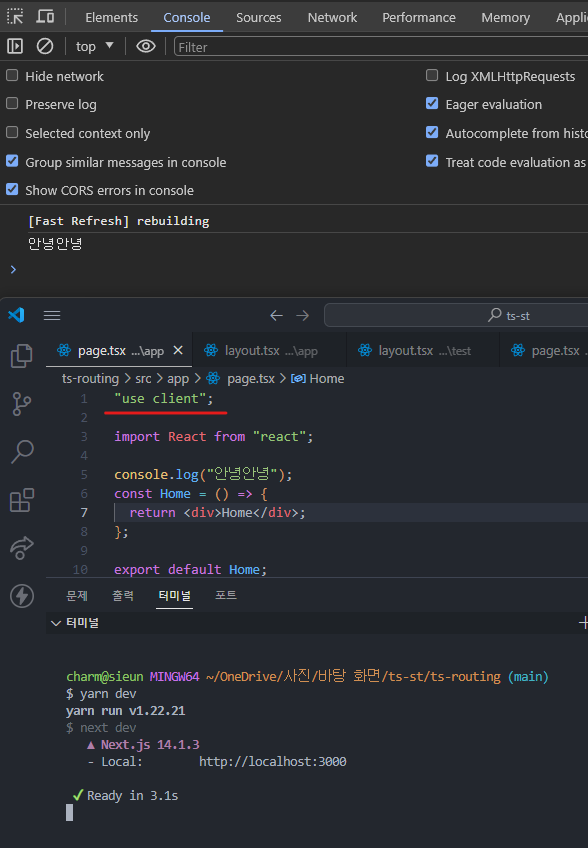 Elements Console Sources Network Performance Memory Appli
top Filter
Hide network Log XMLHttpRequests
Preserve log Eager evaluation
Selected context only Autocomplete from histo
Group similar messages in console Treat code evaluation as
Show CORS errors in console
[Fast Refresh] rebuilding
안녕안녕
ts-st
page.tsx ...\app layout.tsx ...\app layout.tsx ...\test page.tsx ...
ts-routing > src > app > page.tsx > Home
1 "use client";
2
3 import React from "react";
4
5 console.log("안녕안녕");
6 const Home = () => {
7 return <div>Home</div>;
8 };
9
10 export default Home;
문제 출력 터미널 포트
터미널
charm@sieun MINGW64 ~/OneDrive/사진/바탕 화면/ts-st/ts-routing (main)
$ yarn dev
yarn run v1.22.21
$ next dev
▲ Next.js 14.1.3
- Local: http://localhost:3000
✓ Ready in 3.1s